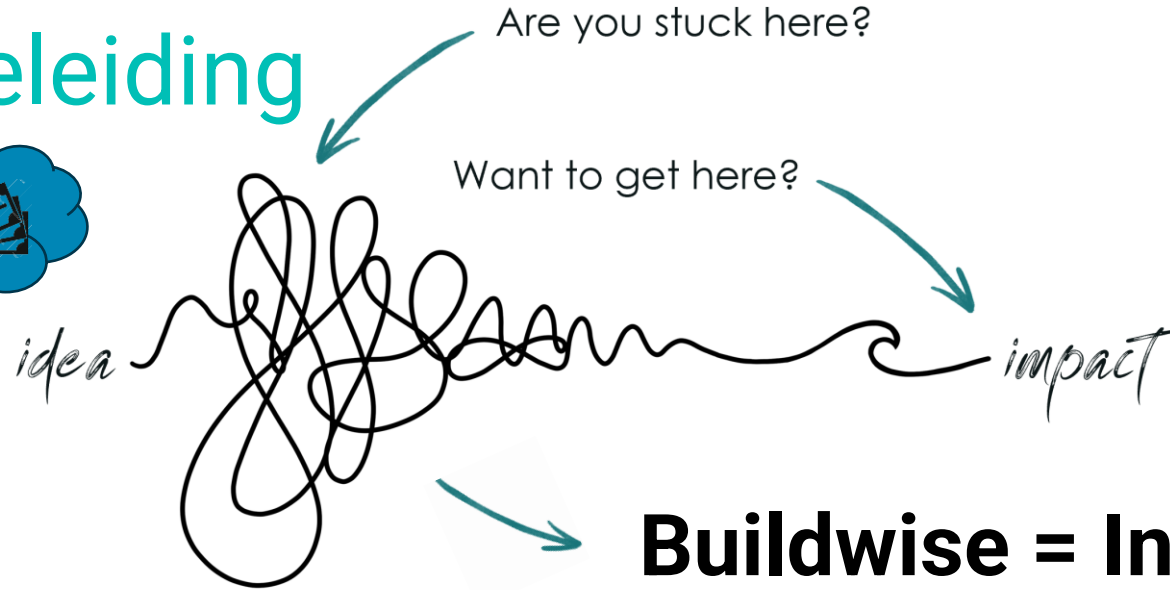 Are you stuck here?
eleiding
Want to get here?
idea
impact
Buildwise = In